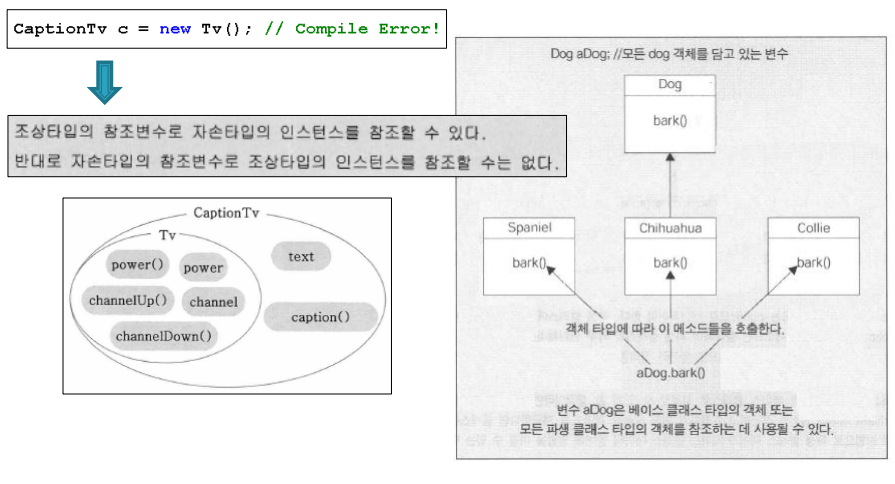 CaptionTv c = new Tv(); // Compile Error!
조상타입의 참조변수로 자손타입의 인스턴스를 참조할 수 있다.
반대로 자손타입의 참조변수로 조상타입의 인스턴스를 참조할 수는 없다.
CaptionTv
Tv
power()
power
text
channelUp()
channel
caption()
channelDown()
Dog aDog; //모든 dog 객체를 담고 있는 변수
Dog
bark()
Spaniel
Chihuahua
Collie
bark()
bark()
bark()
객체 타입에 따라 이 메소드들을 호출한다.
aDog.bark()
변수 aDog은 베이스 클래스 타입의 객체 또는
모든 파생 클래스 타입의 객체를 참조하는 데 사용될 수 있다.